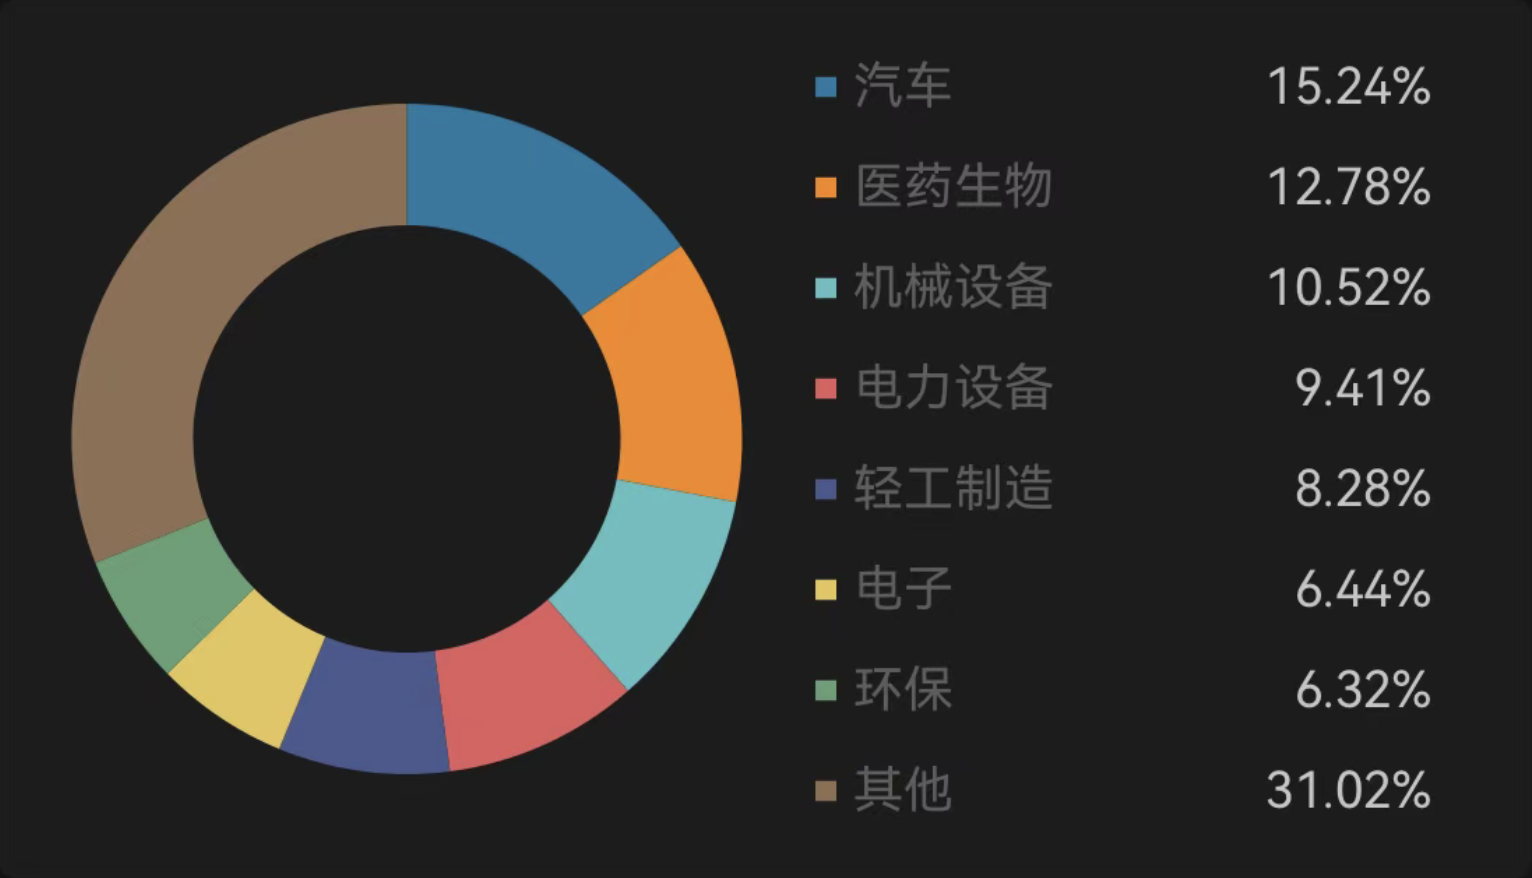 汽车 15.24%
医药生物 12.78%
机械设备 10.52%
电力设备 9.41%
轻工制造 8.28%
电子 6.44%
环保 6.32%
其他 31.02%